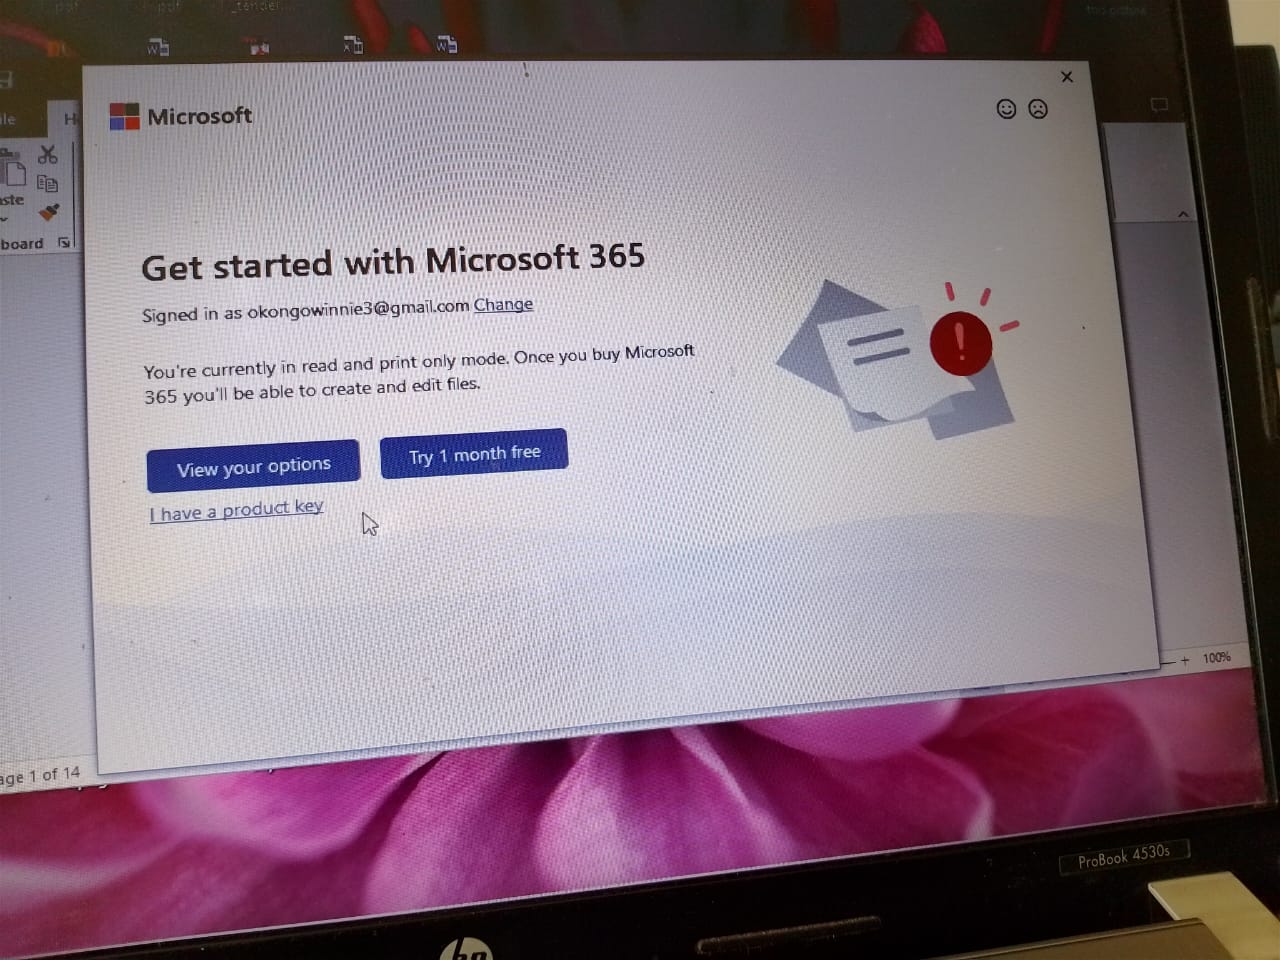 Microsoft
Get started with Microsoft 365
Signed in as okongowinnie3@gmail.com Change
You're currently in read and print only mode. Once you buy Microsoft
365 you'll be able to create and edit files.
View your options
Try 1 month free
I have a product key
board
100%
age 1 of 14
ProBook 4530s
hp